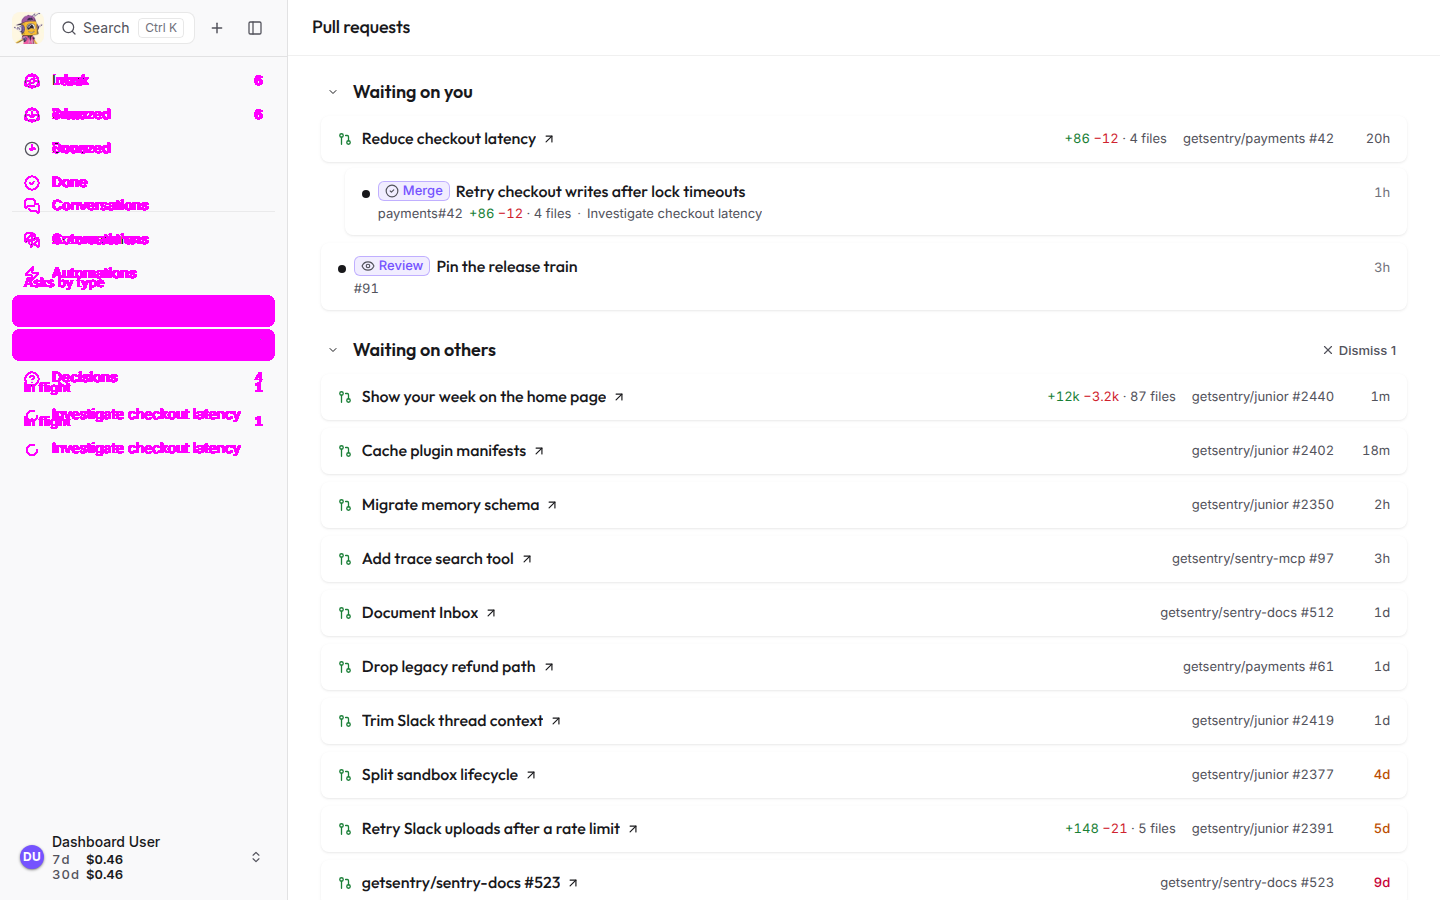 Search Ctrl K
Pull requests
6
6
Done
Conversations
Automations
Asks by type
Decisions 4
In flight 1
Investigate checkout latency
In flight 1
Investigate checkout latency
Dashboard User
7d $0.46
30d $0.46
DU
Waiting on you
Reduce checkout latency +86 −12 · 4 files getsentry/payments #42 20h
Merge Retry checkout writes after lock timeouts 1h
payments#42 +86 −12 · 4 files · Investigate checkout latency
Review Pin the release train 3h
#91
Waiting on others Dismiss 1
Show your week on the home page +12k −3.2k · 87 files getsentry/junior #2440 1m
Cache plugin manifests getsentry/junior #2402 18m
Migrate memory schema getsentry/junior #2350 2h
Add trace search tool getsentry/sentry-mcp #97 3h
Document Inbox getsentry/sentry-docs #512 1d
Drop legacy refund path getsentry/payments #61 1d
Trim Slack thread context getsentry/junior #2419 1d
Split sandbox lifecycle getsentry/junior #2377 4d
Retry Slack uploads after a rate limit +148 −21 · 5 files getsentry/junior #2391 5d
getsentry/sentry-docs #523 getsentry/sentry-docs #523 9d